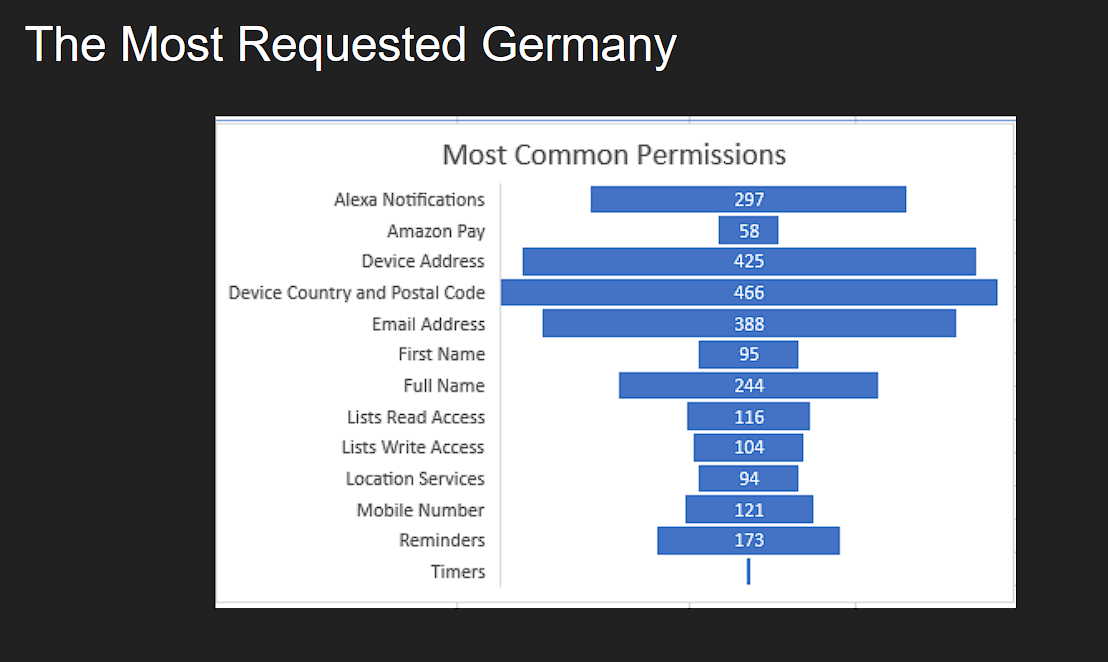 The Most Requested Germany
Most Common Permissions
Alexa Notifications 297
Amazon Pay 58
Device Address 425
Device Country and Postal Code 466
Email Address 388
First Name 95
Full Name 244
Lists Read Access 116
Lists Write Access 104
Location Services 94
Mobile Number 121
Reminders 173
Timers